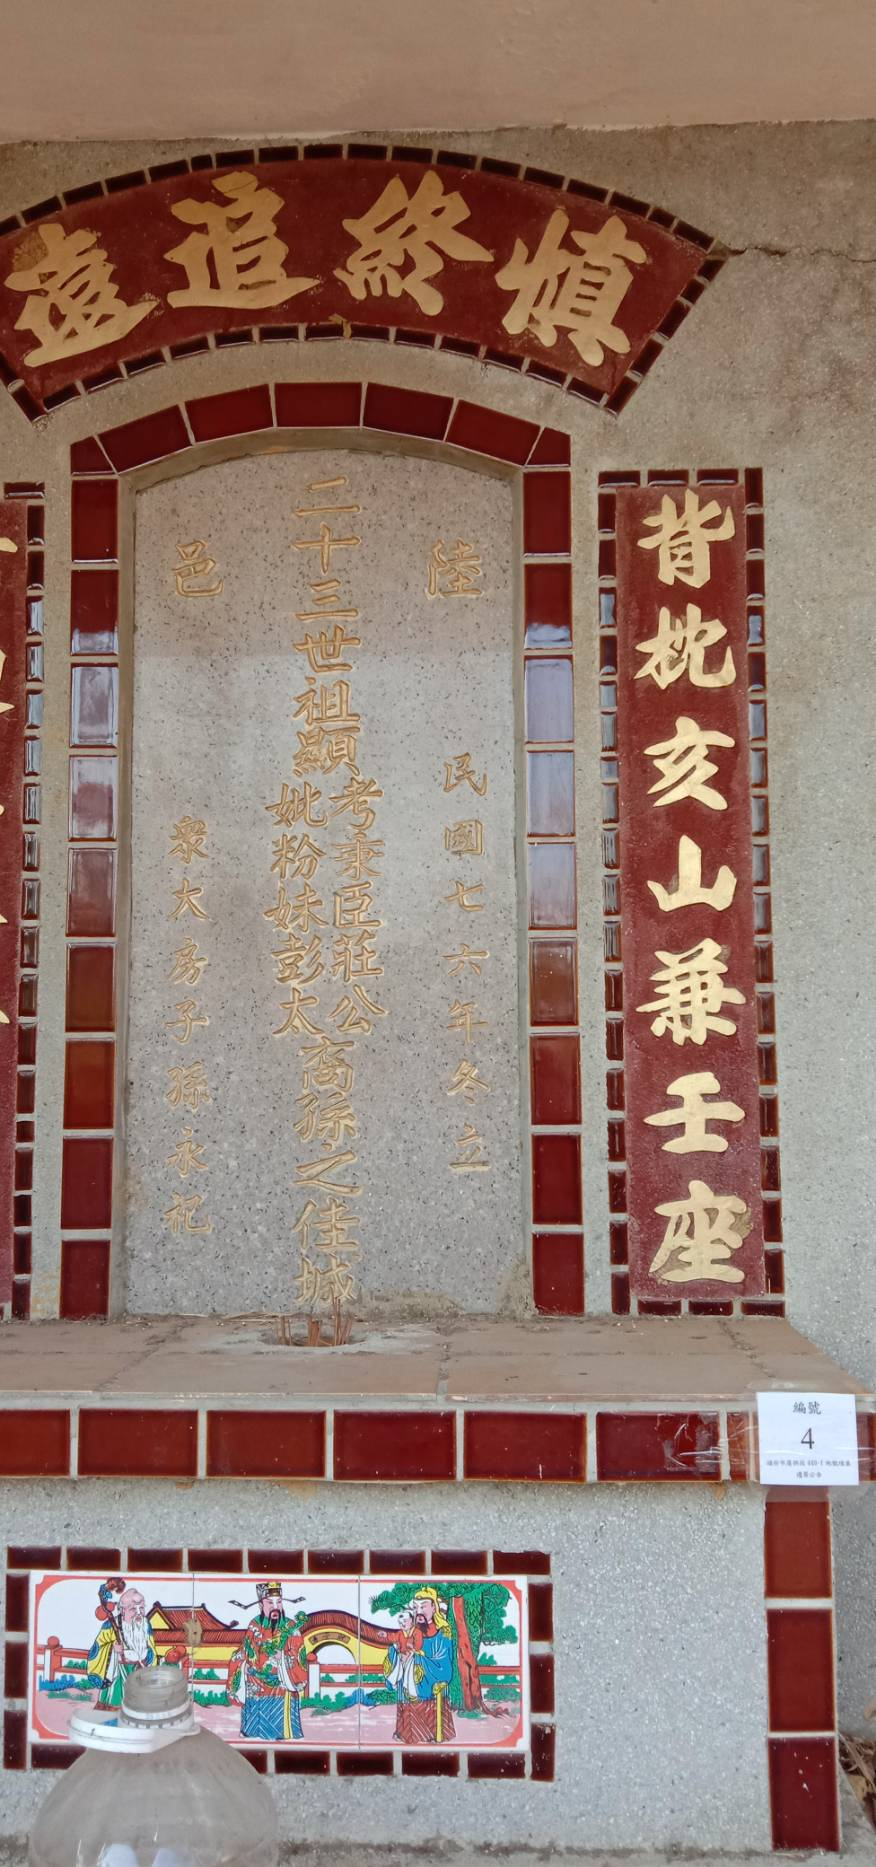 慎終追遠
背枕亥山兼壬座
陸邑
民國七六年冬立
二十三世祖顯
考秉臣莊公
妣粉妹彭太
裔孫之佳城
衆大房子孫永祀
編號
4